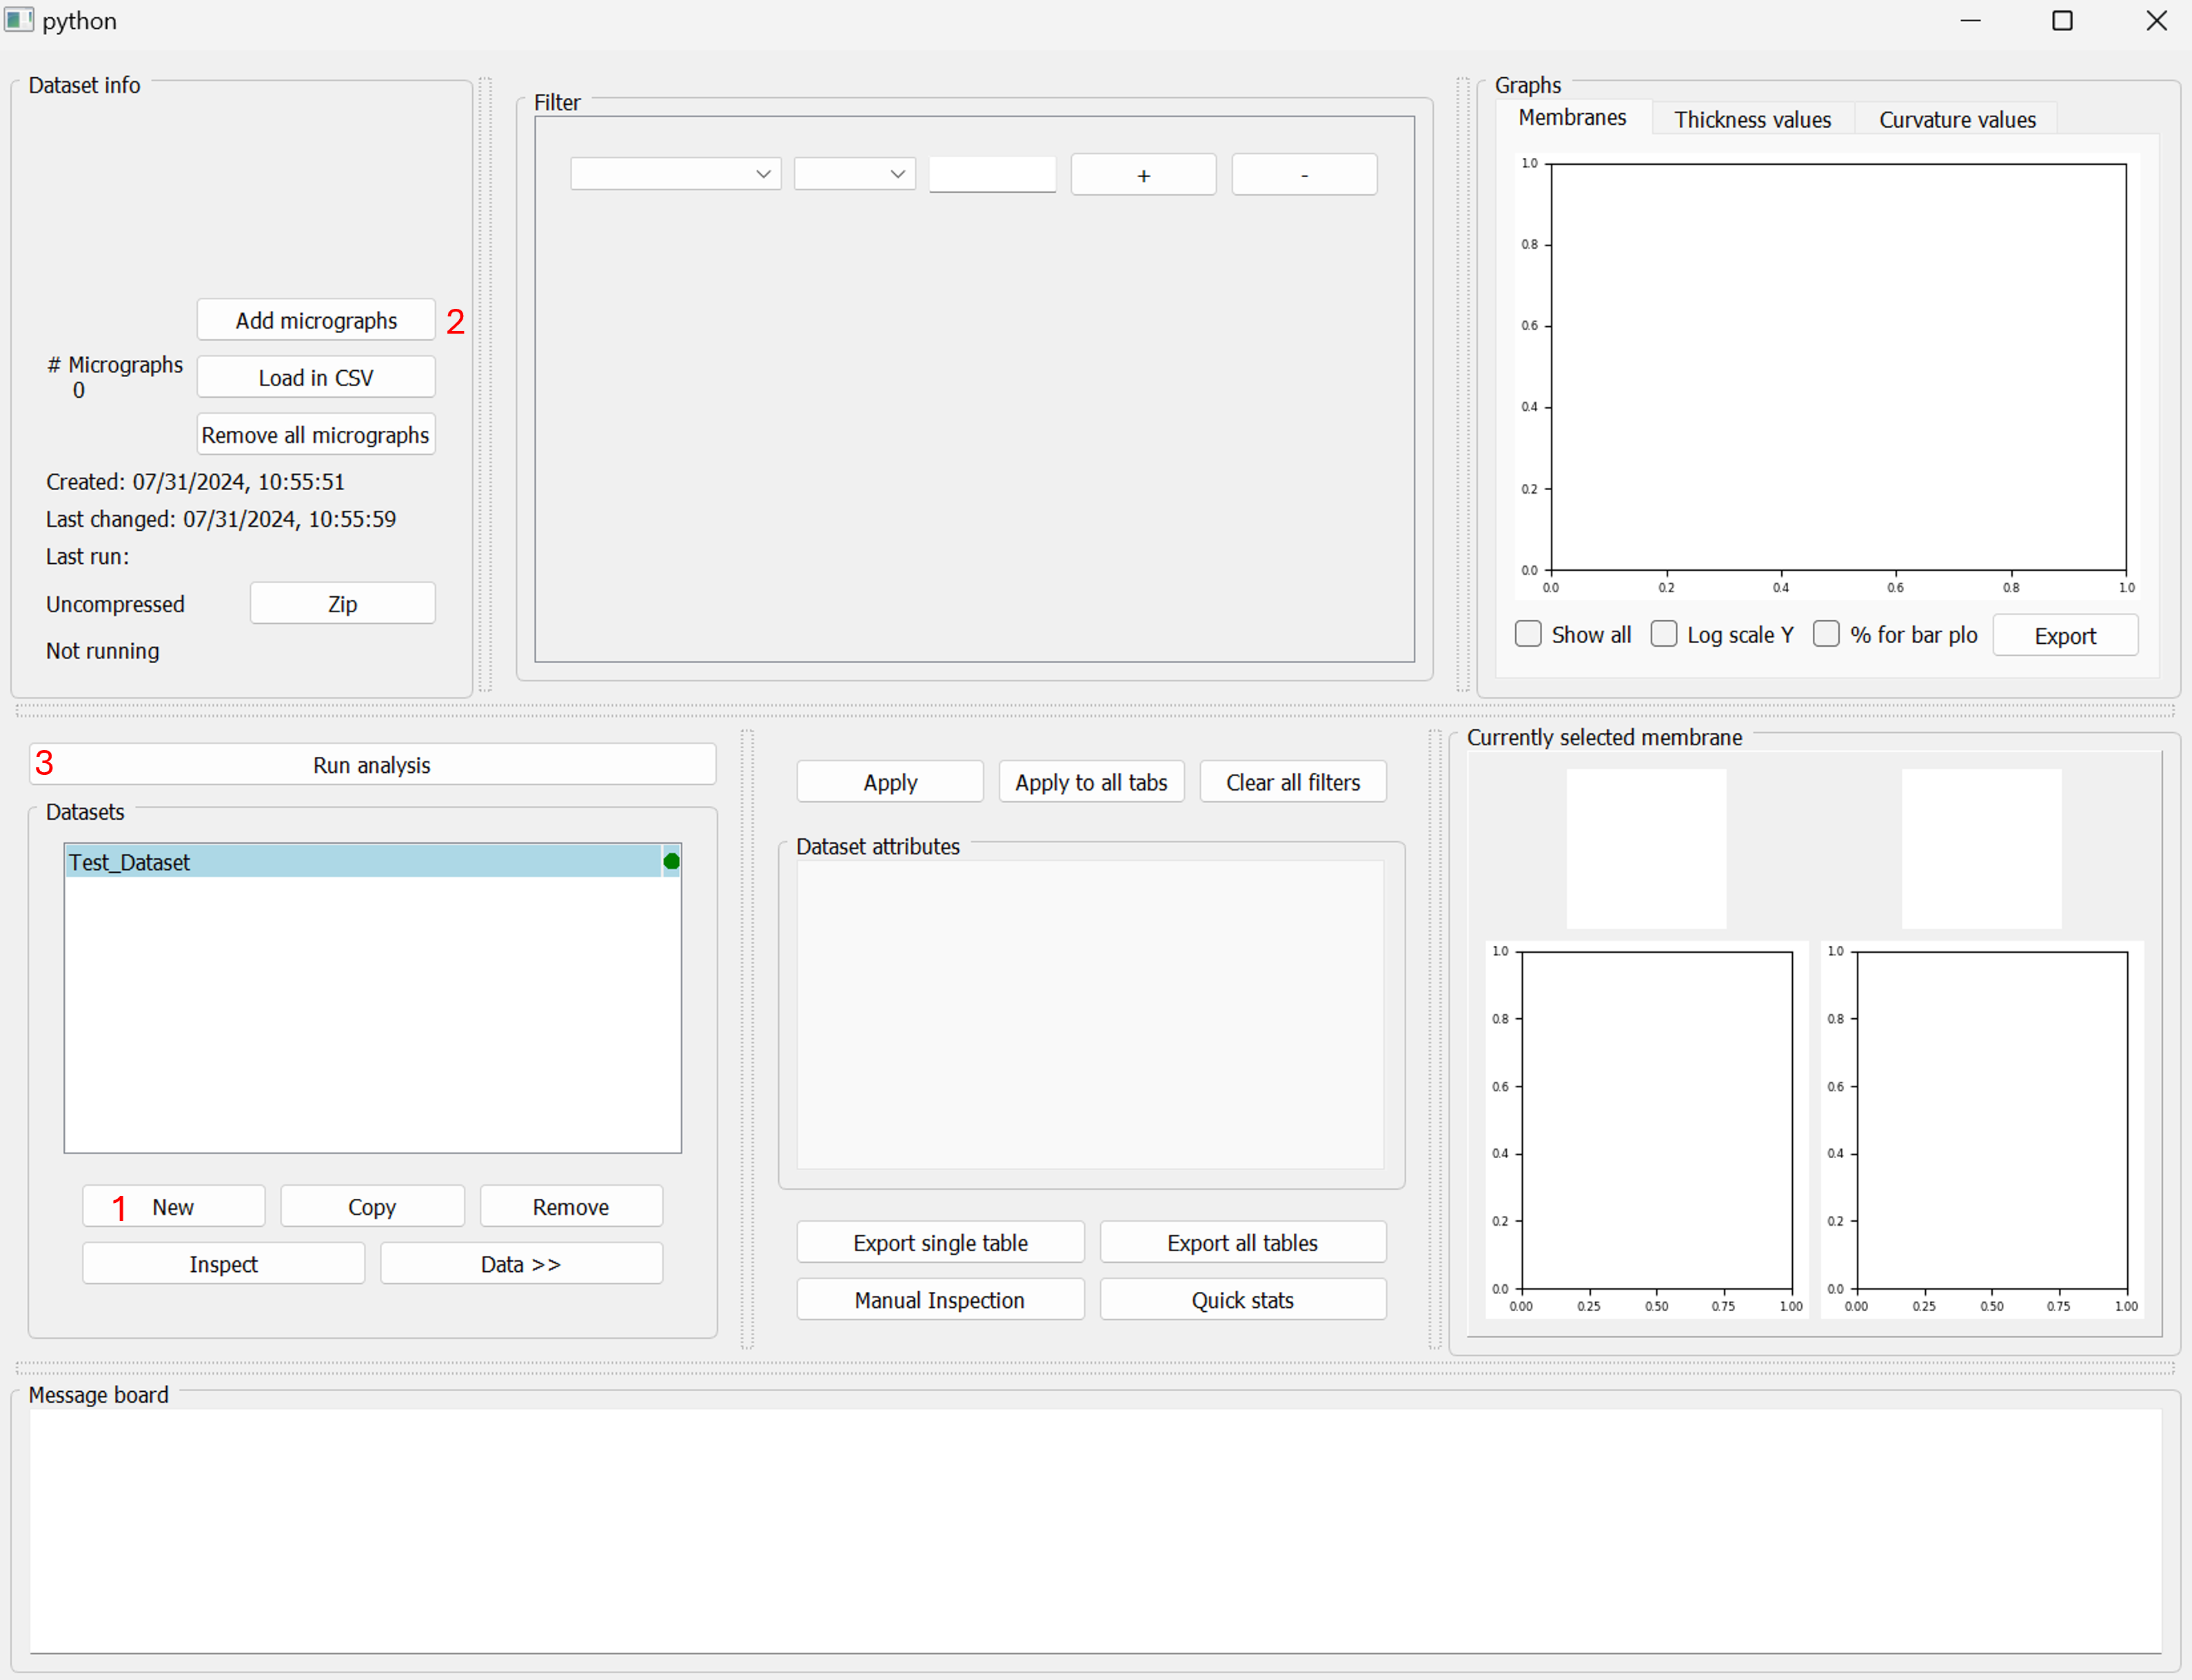 python
Dataset info
Add micrographs 2
# Micrographs
0
Load in CSV
Remove all micrographs
Created: 07/31/2024, 10:55:51
Last changed: 07/31/2024, 10:55:59
Last run:
Uncompressed Zip
Not running
Filter
+ -
Graphs
Membranes Thickness values Curvature values
1.0
0.8
0.6
0.4
0.2
0.0
0.0 0.2 0.4 0.6 0.8 1.0
Show all Log scale Y % for bar plo Export
3 Run analysis
Datasets
Test_Dataset
1 New Copy Remove
Inspect Data >>
Apply Apply to all tabs Clear all filters
Dataset attributes
Export single table Export all tables
Manual Inspection Quick stats
Currently selected membrane
1.0
0.8
0.6
0.4
0.2
0.0
0.00 0.25 0.50 0.75 1.00
1.0
0.8
0.6
0.4
0.2
0.0
0.00 0.25 0.50 0.75 1.00
Message board